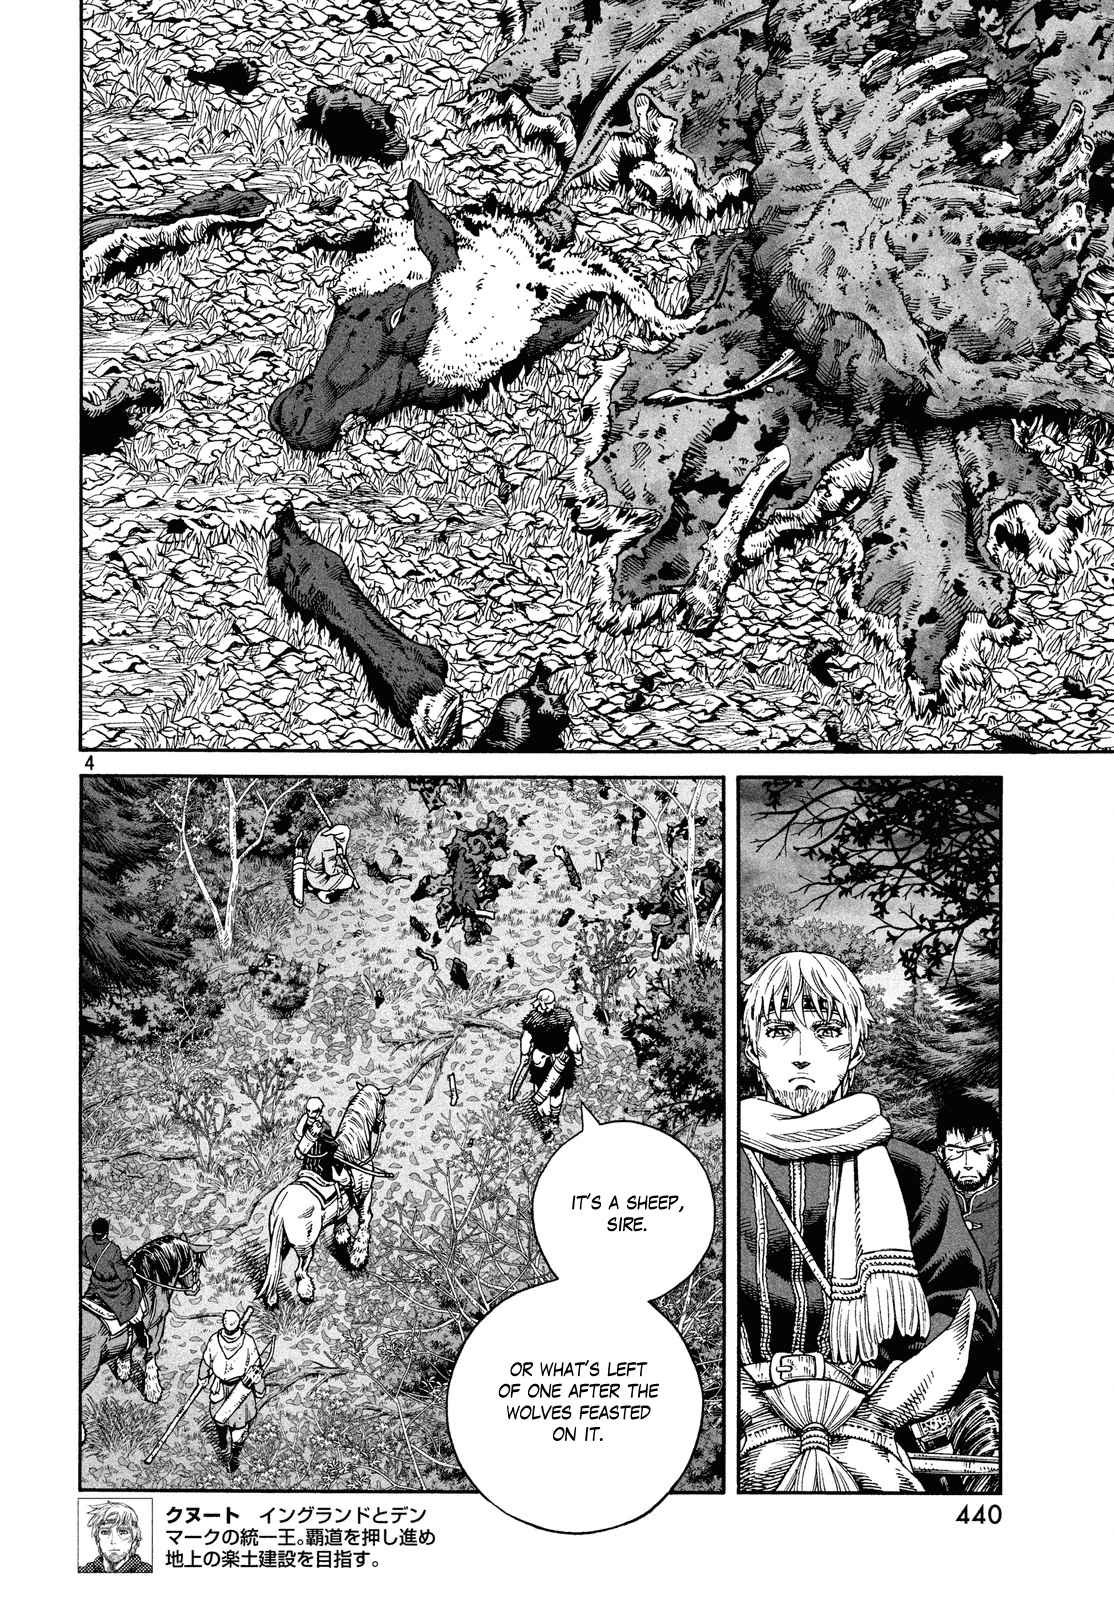 4
IT'S A SHEEP,
SIRE.
OR WHAT'S LEFT
OF ONE AFTER THE
WOLVES FEASTED
ON IT.
440
クヌート イングランドとデン
マークの統一王。覇道を押し進め
地上の楽土建設を目指す。